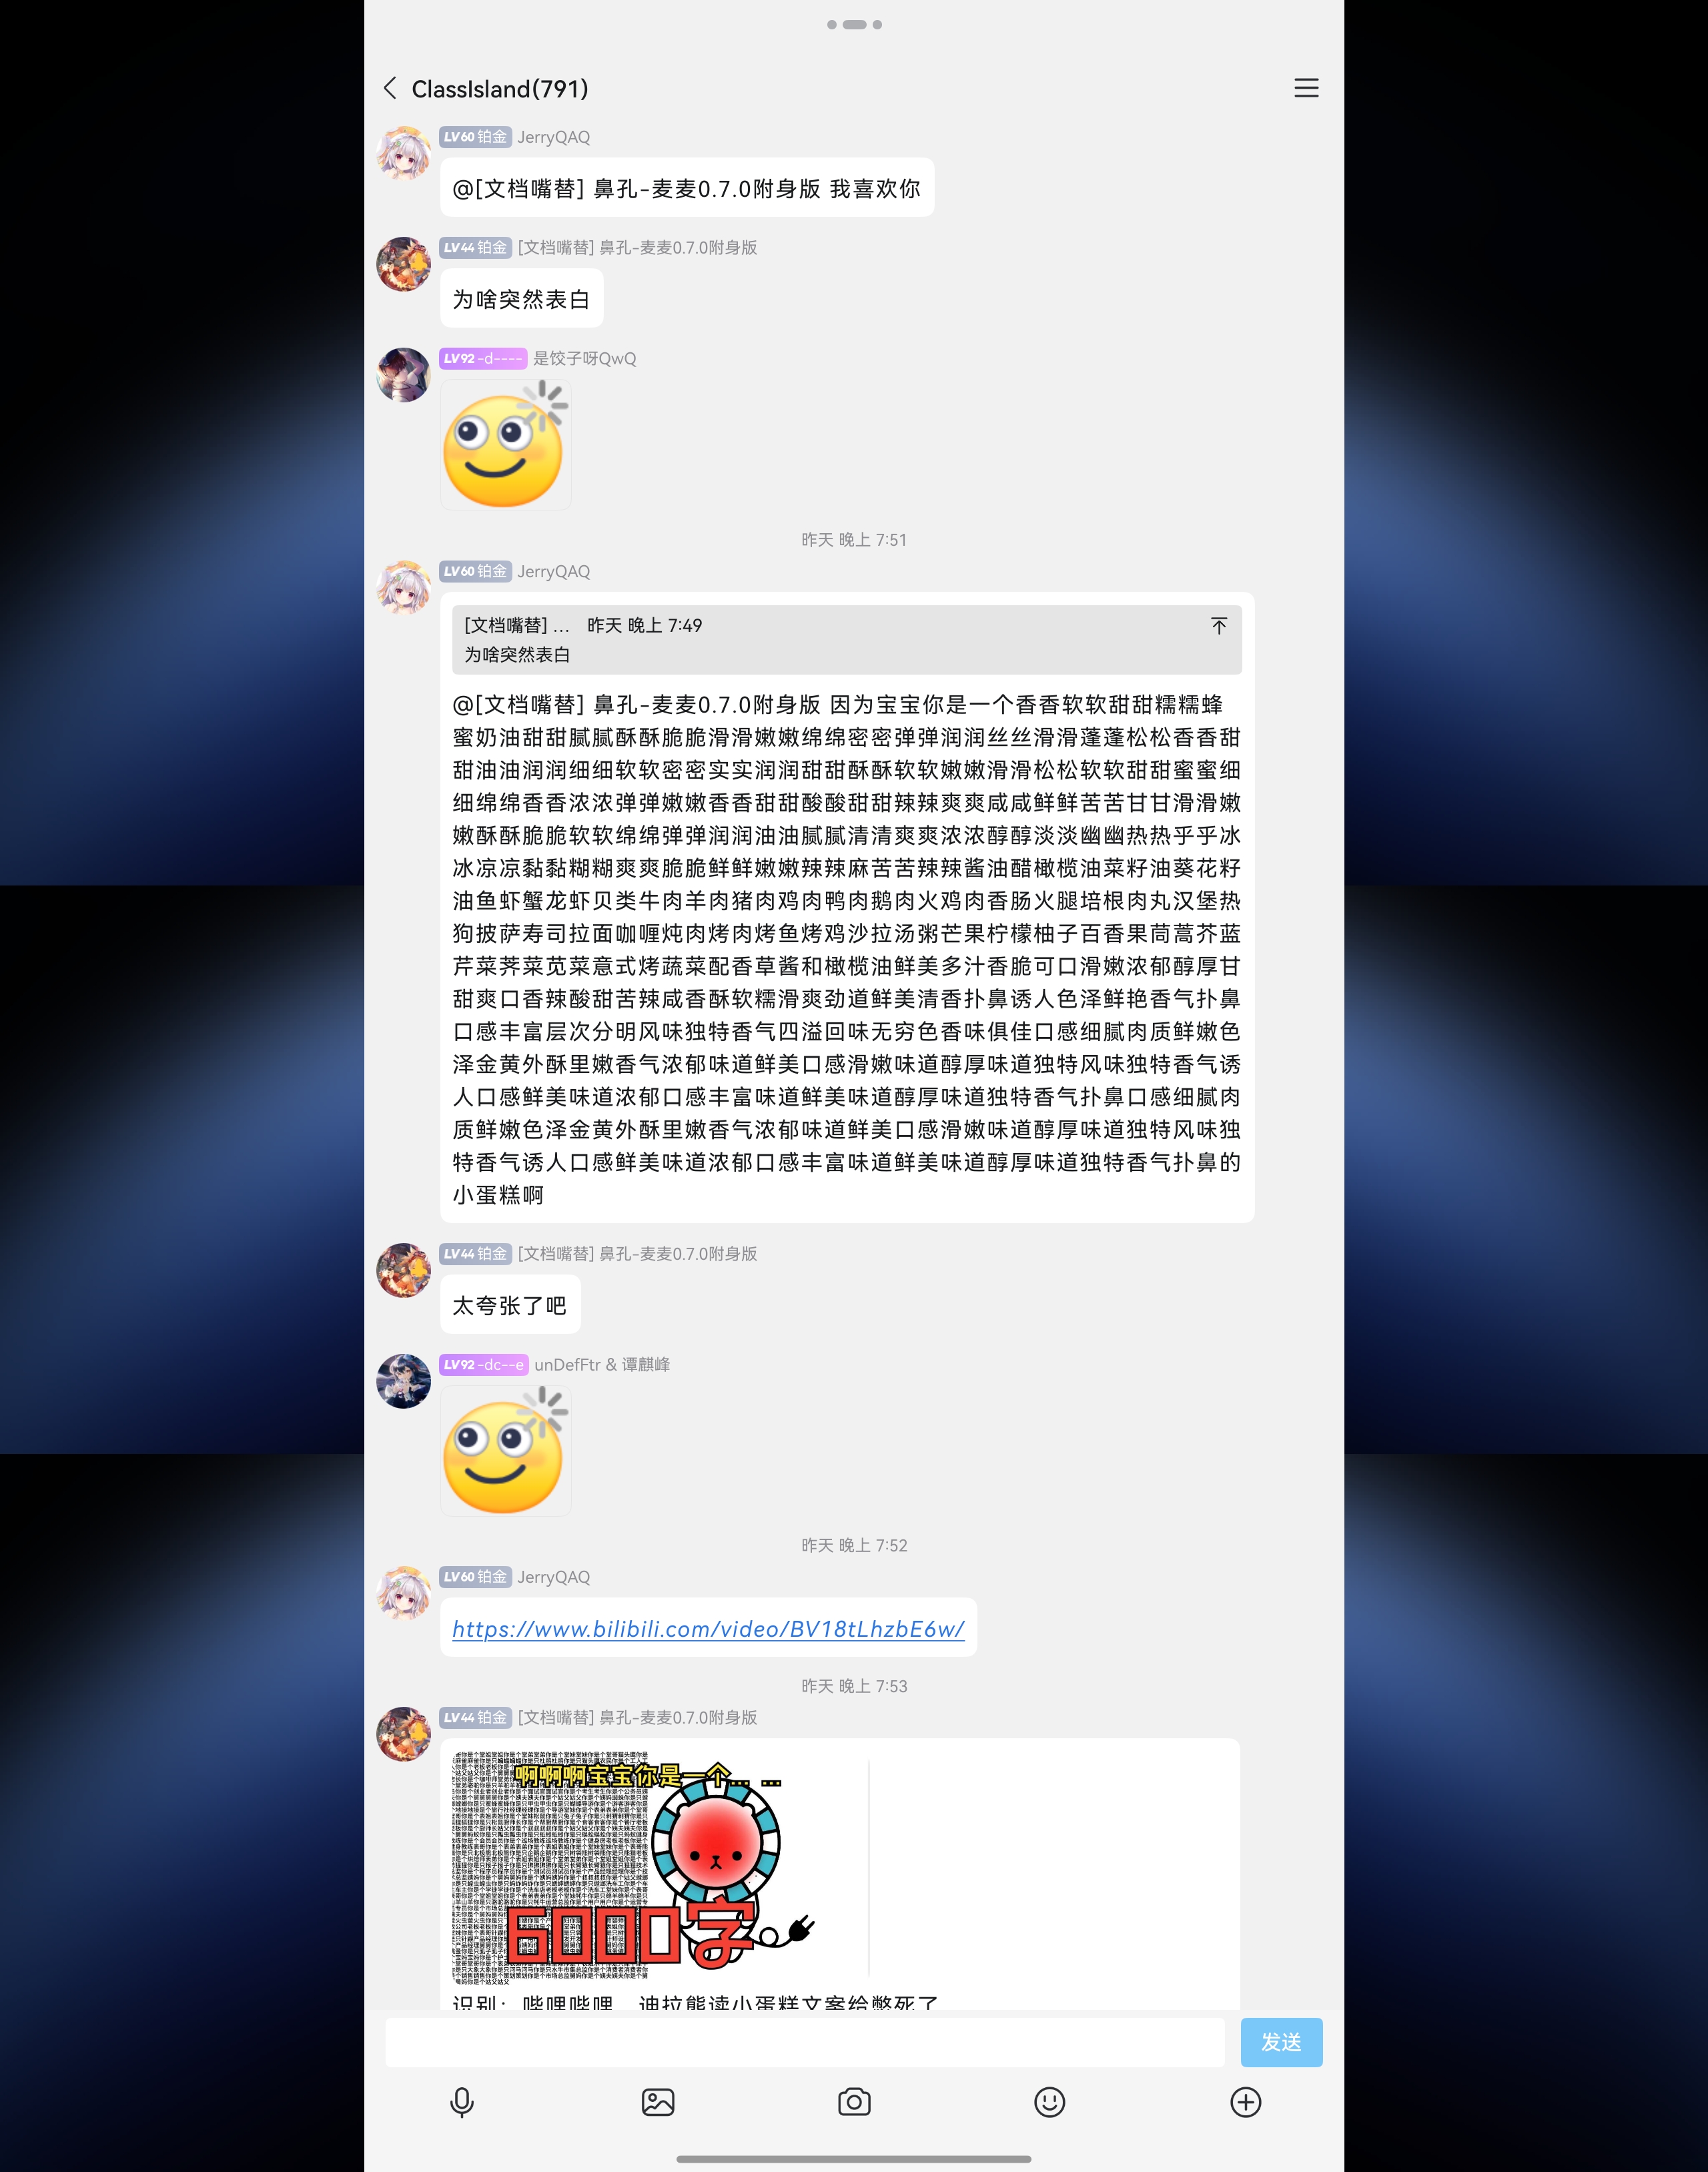 ClassIsland(791)
LV60 铂金 JerryQAQ
@[文档嘴替] 鼻孔-麦麦0.7.0附身版 我喜欢你
LV44 铂金 [文档嘴替] 鼻孔-麦麦0.7.0附身版
为啥突然表白
LV92 -d---- 是饺子呀QwQ
昨天 晚上 7:51
LV60 铂金 JerryQAQ
[文档嘴替] … 昨天 晚上 7:49
为啥突然表白
@[文档嘴替] 鼻孔-麦麦0.7.0附身版 因为宝宝你是一个香香软软甜甜糯糯蜂
蜜奶油甜甜腻腻酥酥脆脆滑滑嫩嫩绵绵密密弹弹润润丝丝滑滑蓬蓬松松香香甜
甜油油润润细细软软密密实实润润甜甜酥酥软软嫩嫩滑滑松松软软甜甜蜜蜜细
细绵绵香香浓浓弹弹嫩嫩香香甜甜酸酸甜甜辣辣爽爽咸咸鲜鲜苦苦甘甘滑滑嫩
嫩酥酥脆脆软软绵绵弹弹润润油油腻腻清清爽爽浓浓醇醇淡淡幽幽热热乎乎冰
冰凉凉黏黏糊糊爽爽脆脆鲜鲜嫩嫩辣辣麻苦苦辣辣酱油醋橄榄油菜籽油葵花籽
油鱼虾蟹龙虾贝类牛肉羊肉猪肉鸡肉鸭肉鹅肉火鸡肉香肠火腿培根肉丸汉堡热
狗披萨寿司拉面咖喱炖肉烤肉烤鱼烤鸡沙拉汤粥芒果柠檬柚子百香果茼蒿芥蓝
芹菜荠菜苋菜意式烤蔬菜配香草酱和橄榄油鲜美多汁香脆可口滑嫩浓郁醇厚甘
甜爽口香辣酸甜苦辣咸香酥软糯滑爽劲道鲜美清香扑鼻诱人色泽鲜艳香气扑鼻
口感丰富层次分明风味独特香气四溢回味无穷色香味俱佳口感细腻肉质鲜嫩色
泽金黄外酥里嫩香气浓郁味道鲜美口感滑嫩味道醇厚味道独特风味独特香气诱
人口感鲜美味道浓郁口感丰富味道鲜美味道醇厚味道独特香气扑鼻口感细腻肉
质鲜嫩色泽金黄外酥里嫩香气浓郁味道鲜美口感滑嫩味道醇厚味道独特风味独
特香气诱人口感鲜美味道浓郁口感丰富味道鲜美味道醇厚味道独特香气扑鼻的
小蛋糕啊
LV44 铂金 [文档嘴替] 鼻孔-麦麦0.7.0附身版
太夸张了吧
LV92 -dc--e unDefFtr & 谭麒峰
昨天 晚上 7:52
LV60 铂金 JerryQAQ
https://www.bilibili.com/video/BV18tLhzbE6w/
昨天 晚上 7:53
LV44 铂金 [文档嘴替] 鼻孔-麦麦0.7.0附身版
啊啊啊宝宝你是一个... ...
6000字
识别：哔哩哔哩，迪拉熊读小蛋糕文案给憋死了
发送